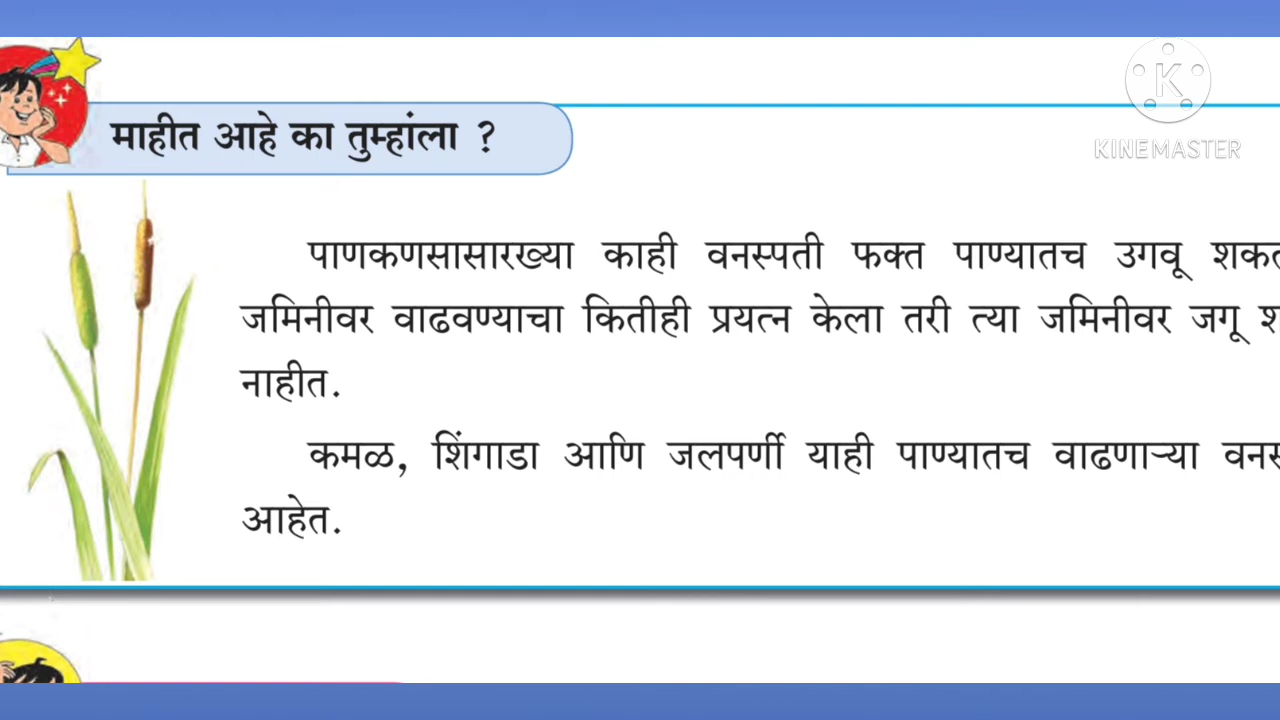 माहीत आहे का तुम्हांला ?
KINEMASTER
पाणकणसासारख्या काही वनस्पती फक्त पाण्यातच उगवू
जमिनीवर वाढवण्याचा कितीही प्रयत्न केला तरी त्या जमिनीवर जगू
नाहीत.
कमळ, शिंगाडा आणि जलपर्णी याही पाण्यातच वाढणाऱ्या
आहेत.